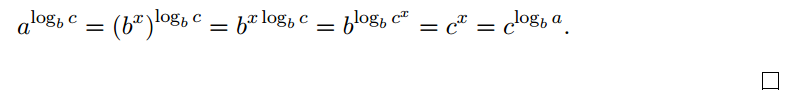 $a^{\log_b c} = (b^x)^{\log_b c} = b^{x \log_b c} = b^{\log_b c^x} = c^x = c^{\log_b a}.$
□